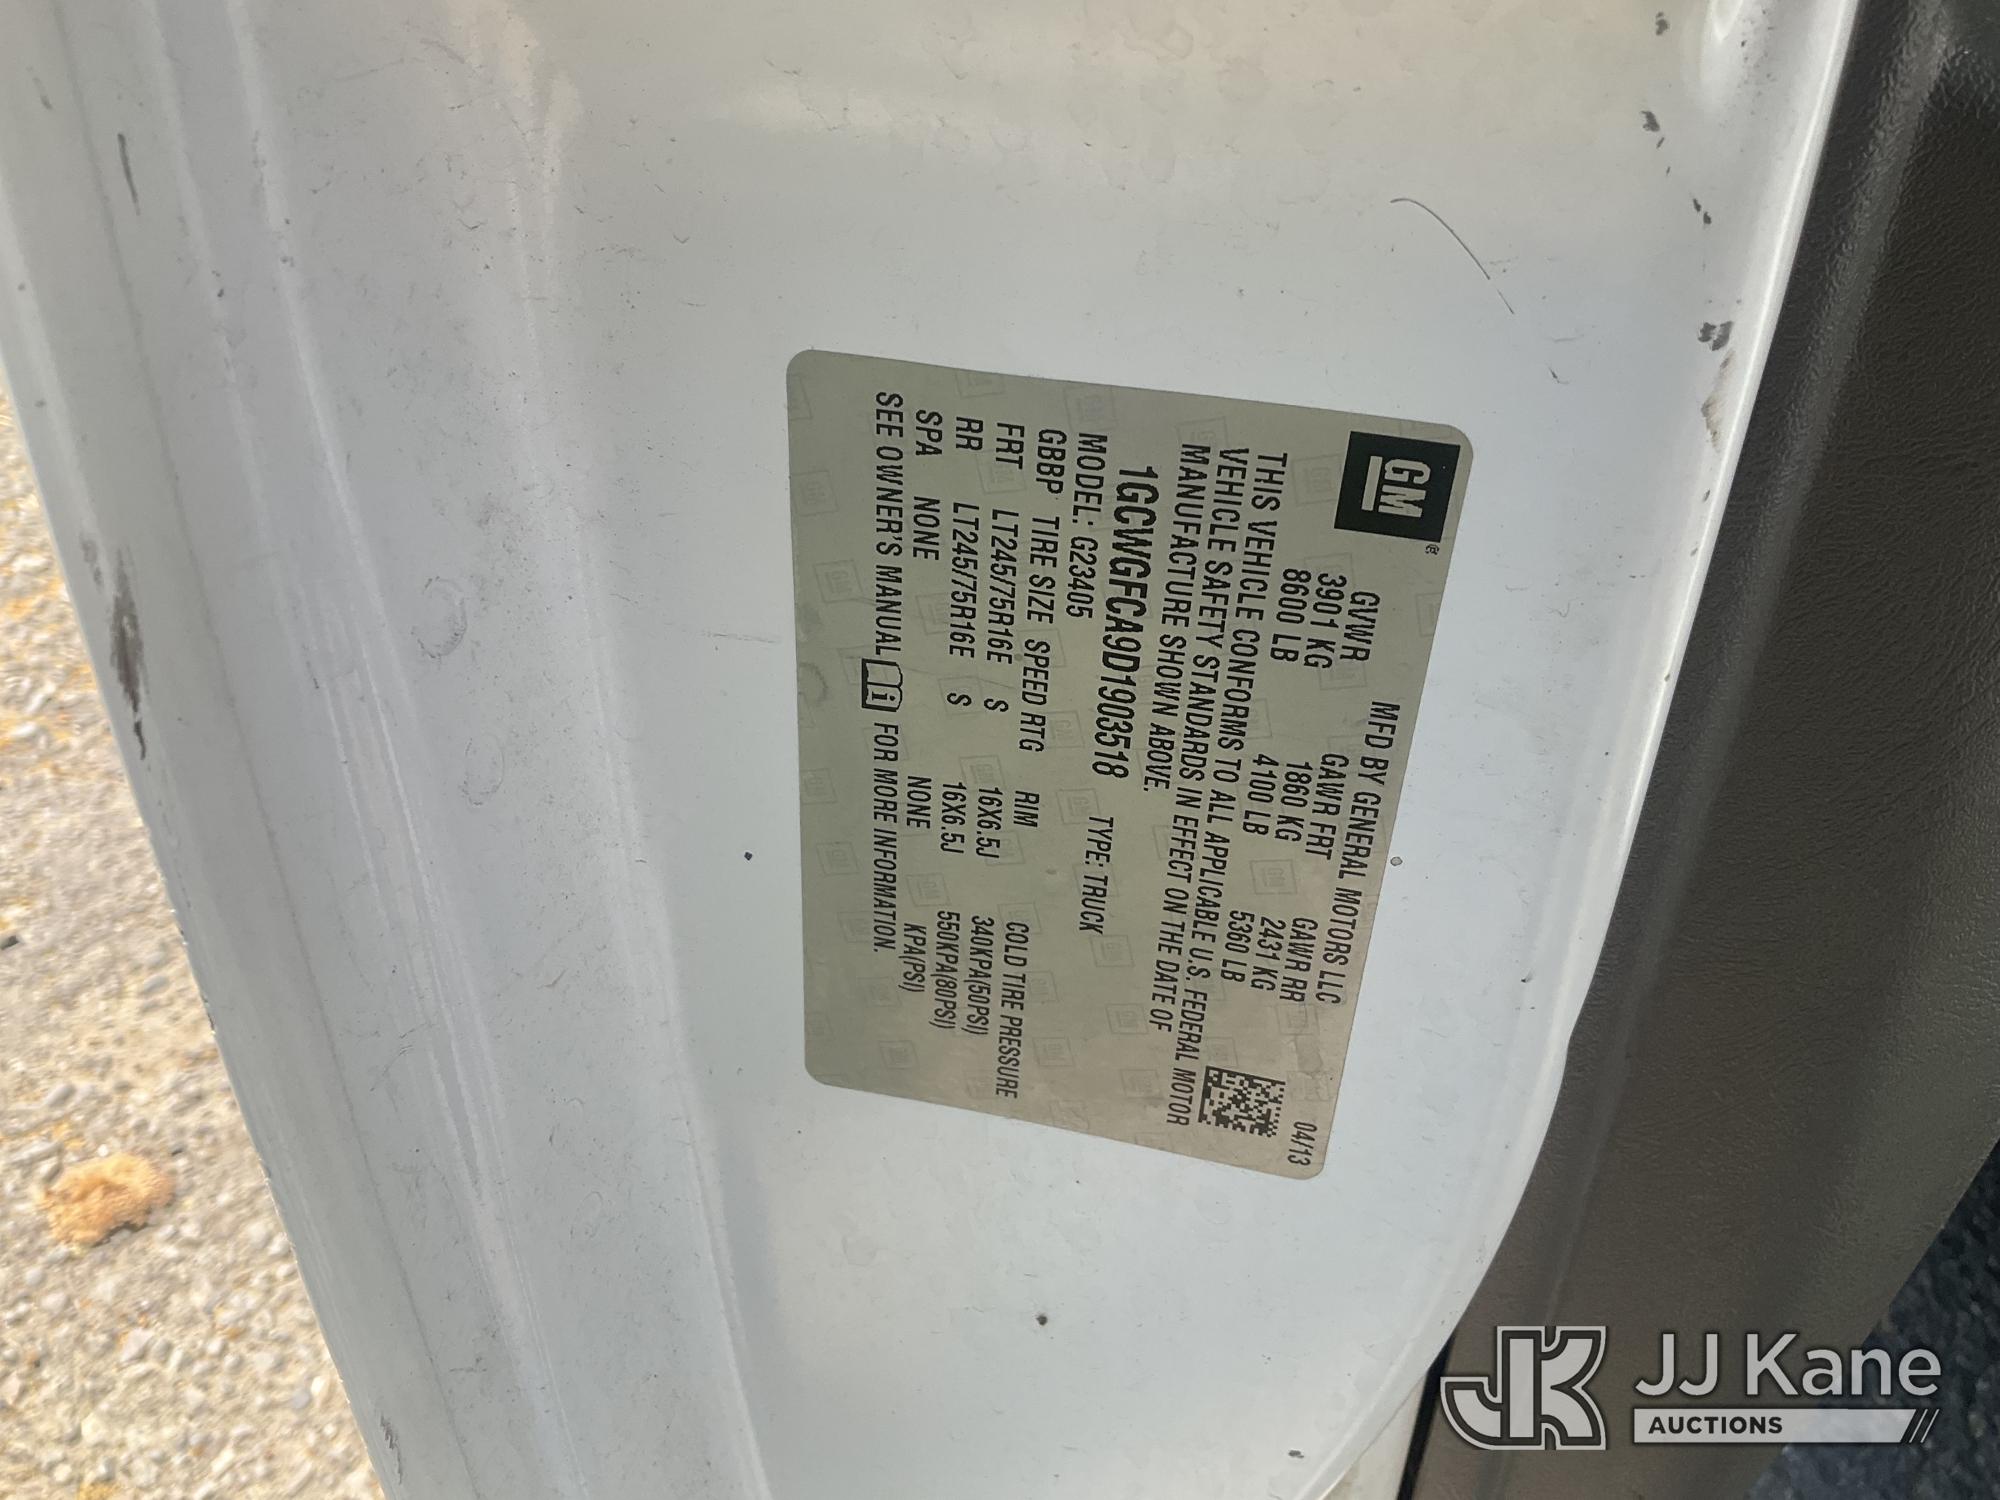 GM®
MFD BY GENERAL MOTORS LLC 04/13
GVWR GAWR FRT GAWR RR
3901 KG 1860 KG 2431 KG
8600 LB 4100 LB 5360 LB
THIS VEHICLE CONFORMS TO ALL APPLICABLE U.S. FEDERAL MOTOR
VEHICLE SAFETY STANDARDS IN EFFECT ON THE DATE OF
MANUFACTURE SHOWN ABOVE.
1GCWGFCA9D1903518 TYPE: TRUCK
MODEL: G23405
GBBP TIRE SIZE SPEED RTG RIM COLD TIRE PRESSURE
FRT LT245/75R16E S 16X6.5J 340KPA(50PSI)
RR LT245/75R16E S 16X6.5J 550KPA(80PSI)
SPA NONE NONE KPA(PSI)
SEE OWNER'S MANUAL i FOR MORE INFORMATION.
JK JJ Kane
AUCTIONS